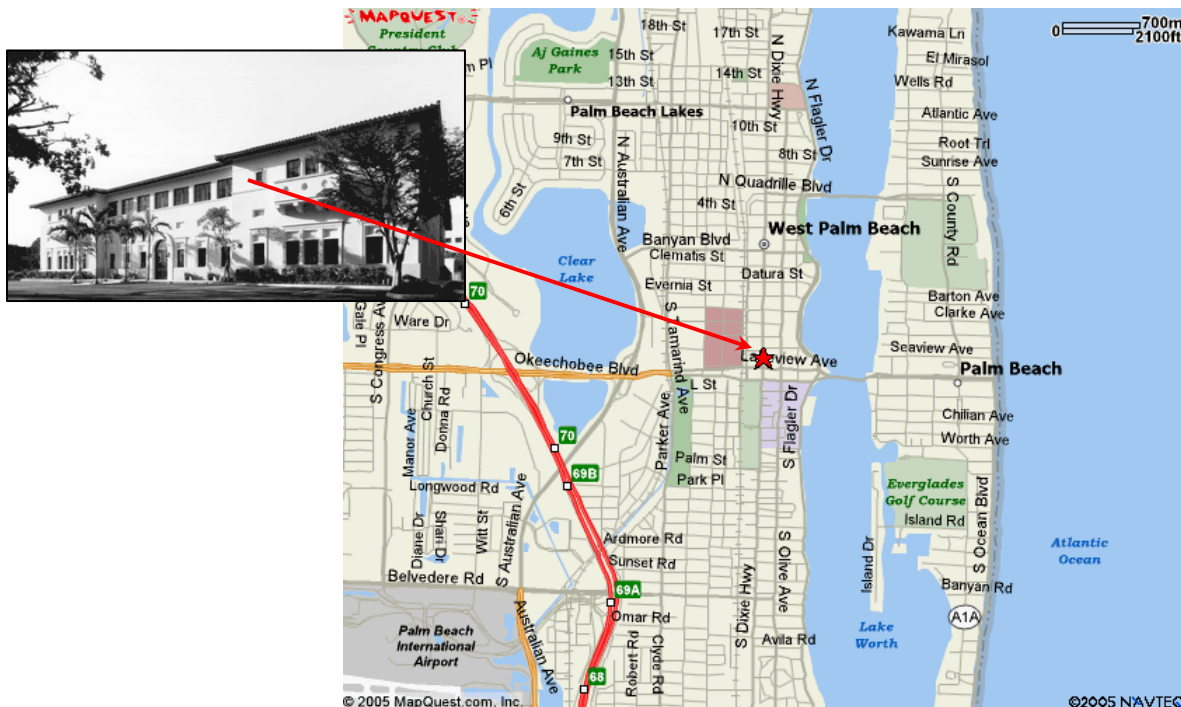 MAPQUEST
President
Country Club
Aj Gaines
Park
18th St
17th St
15th St
13th St
14th St
N Dixie Hwy
N Flagler Dr
Kawama Ln
El Mirasol
Wells Rd
700m
0
2100ft
Palm Beach Lakes
10th St
Atlantic Ave
9th St
7th St
8th St
Root Trl
Sunrise Ave
6th St
N Australian Ave
N Quadrille Blvd
4th St
S County Rd
West Palm Beach
Banyan Blvd
Clematis St
Clear
Lake
Datura St
Evernia St
70
Barton Ave
Clarke Ave
Gale Pl
S Congress Ave
Ware Dr
S Tamarind Ave
Okeechobee Blvd
Seaview Ave
Palm Beach
Church St
Donna Rd
Manor Ave
L St
Parker Ave
S Flagler Dr
Chilian Ave
Worth Ave
70
69B
Palm St
Park Pl
Longwood Rd
Everglades
Golf Course
Island Rd
S Ocean Blvd
Diane Dr
Shari Dr
Witt St
S Australian Ave
Ardmore Rd
Sunset Rd
S Olive Ave
Island Dr
Atlantic
Ocean
Belvedere Rd
69A
Banyan Rd
S Dixie Hwy
Omar Rd
A1A
Palm Beach
International
Airport
Australian Ave
Robert Rd
Clyde Rd
Avila Rd
Lake
Worth
68
© 2005 MapQuest.com, Inc.
©2005 NAVTEQ